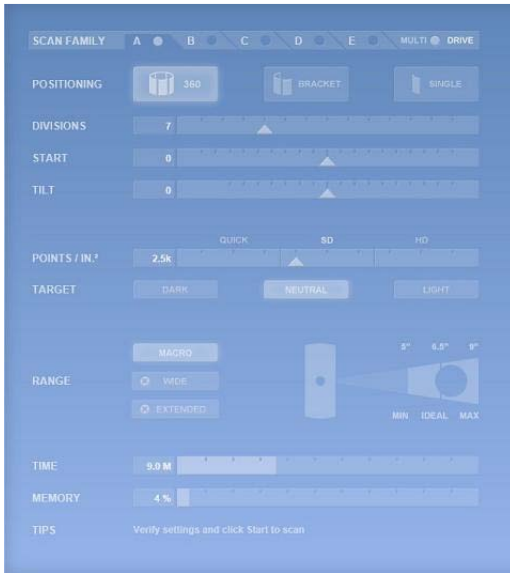 SCAN FAMILY A B C D E MULTI DRIVE
POSITIONING 360 BRACKET SINGLE
DIVISIONS 7
START 0
TILT 0
QUICK SD HD
POINTS / IN.² 2.5k
TARGET DARK NEUTRAL LIGHT
MACRO
5" 6.5" 9"
RANGE WIDE
EXTENDED
MIN IDEAL MAX
TIME 9.0 M
MEMORY 4 %
TIPS Verify settings and click Start to scan